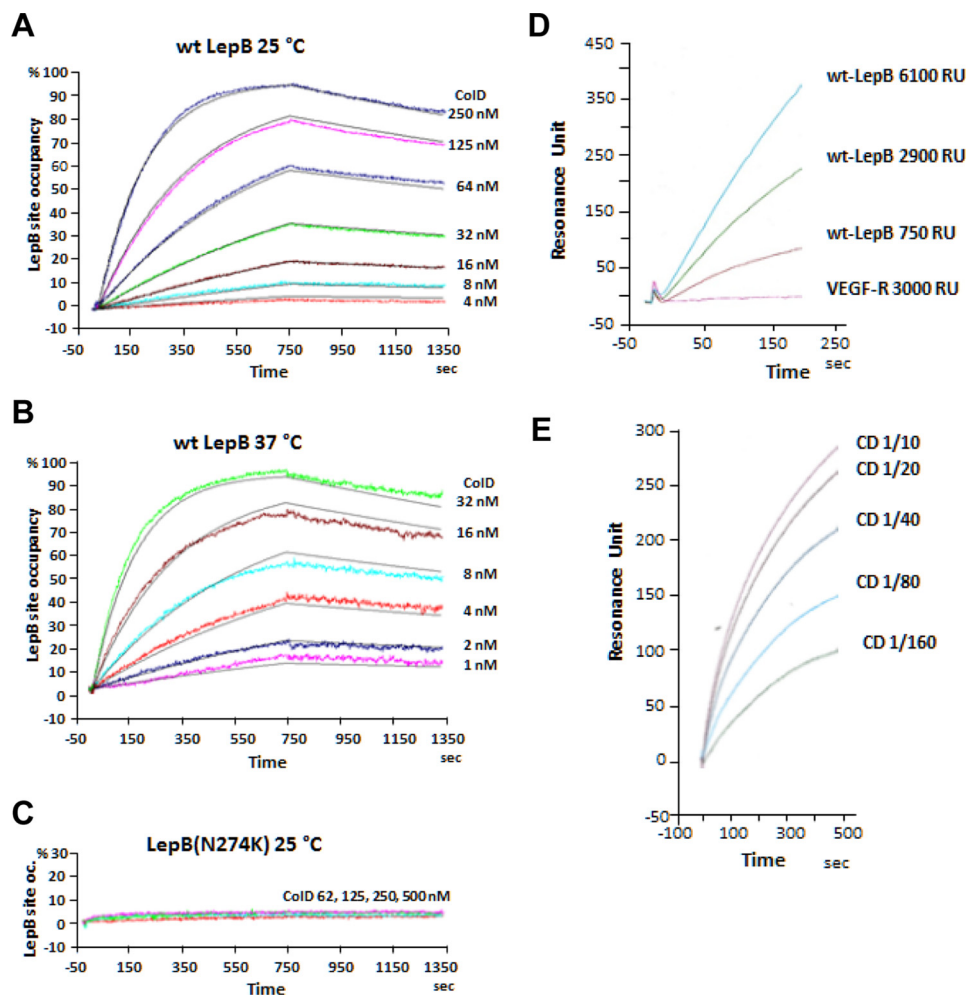 A
wt LepB 25 °C
% 100
90
80
70
60
50
40
30
20
10
0
-10
LepB site occupancy
ColD
250 nM
125 nM
64 nM
32 nM
16 nM
8 nM
4 nM
-50 150 350 550 750 950 1150 1350
sec
Time
B
wt LepB 37 °C
% 100
90
80
70
60
50
40
30
20
10
0
-10
LepB site occupancy
ColD
32 nM
16 nM
8 nM
4 nM
2 nM
1 nM
-50 150 350 550 750 950 1150 1350
sec
Time
C
LepB(N274K) 25 °C
% 30
20
10
0
-10
LepB site oc.
ColD 62, 125, 250, 500 nM
-50 150 350 550 750 950 1150 1350
sec
Time
D
450
350
250
150
50
-50
Resonance Unit
wt-LepB 6100 RU
wt-LepB 2900 RU
wt-LepB 750 RU
VEGF-R 3000 RU
-50 50 150 250
Time sec
E
300
250
200
150
100
50
0
-50
Resonance Unit
CD 1/10
CD 1/20
CD 1/40
CD 1/80
CD 1/160
-100 100 300 500
Time sec